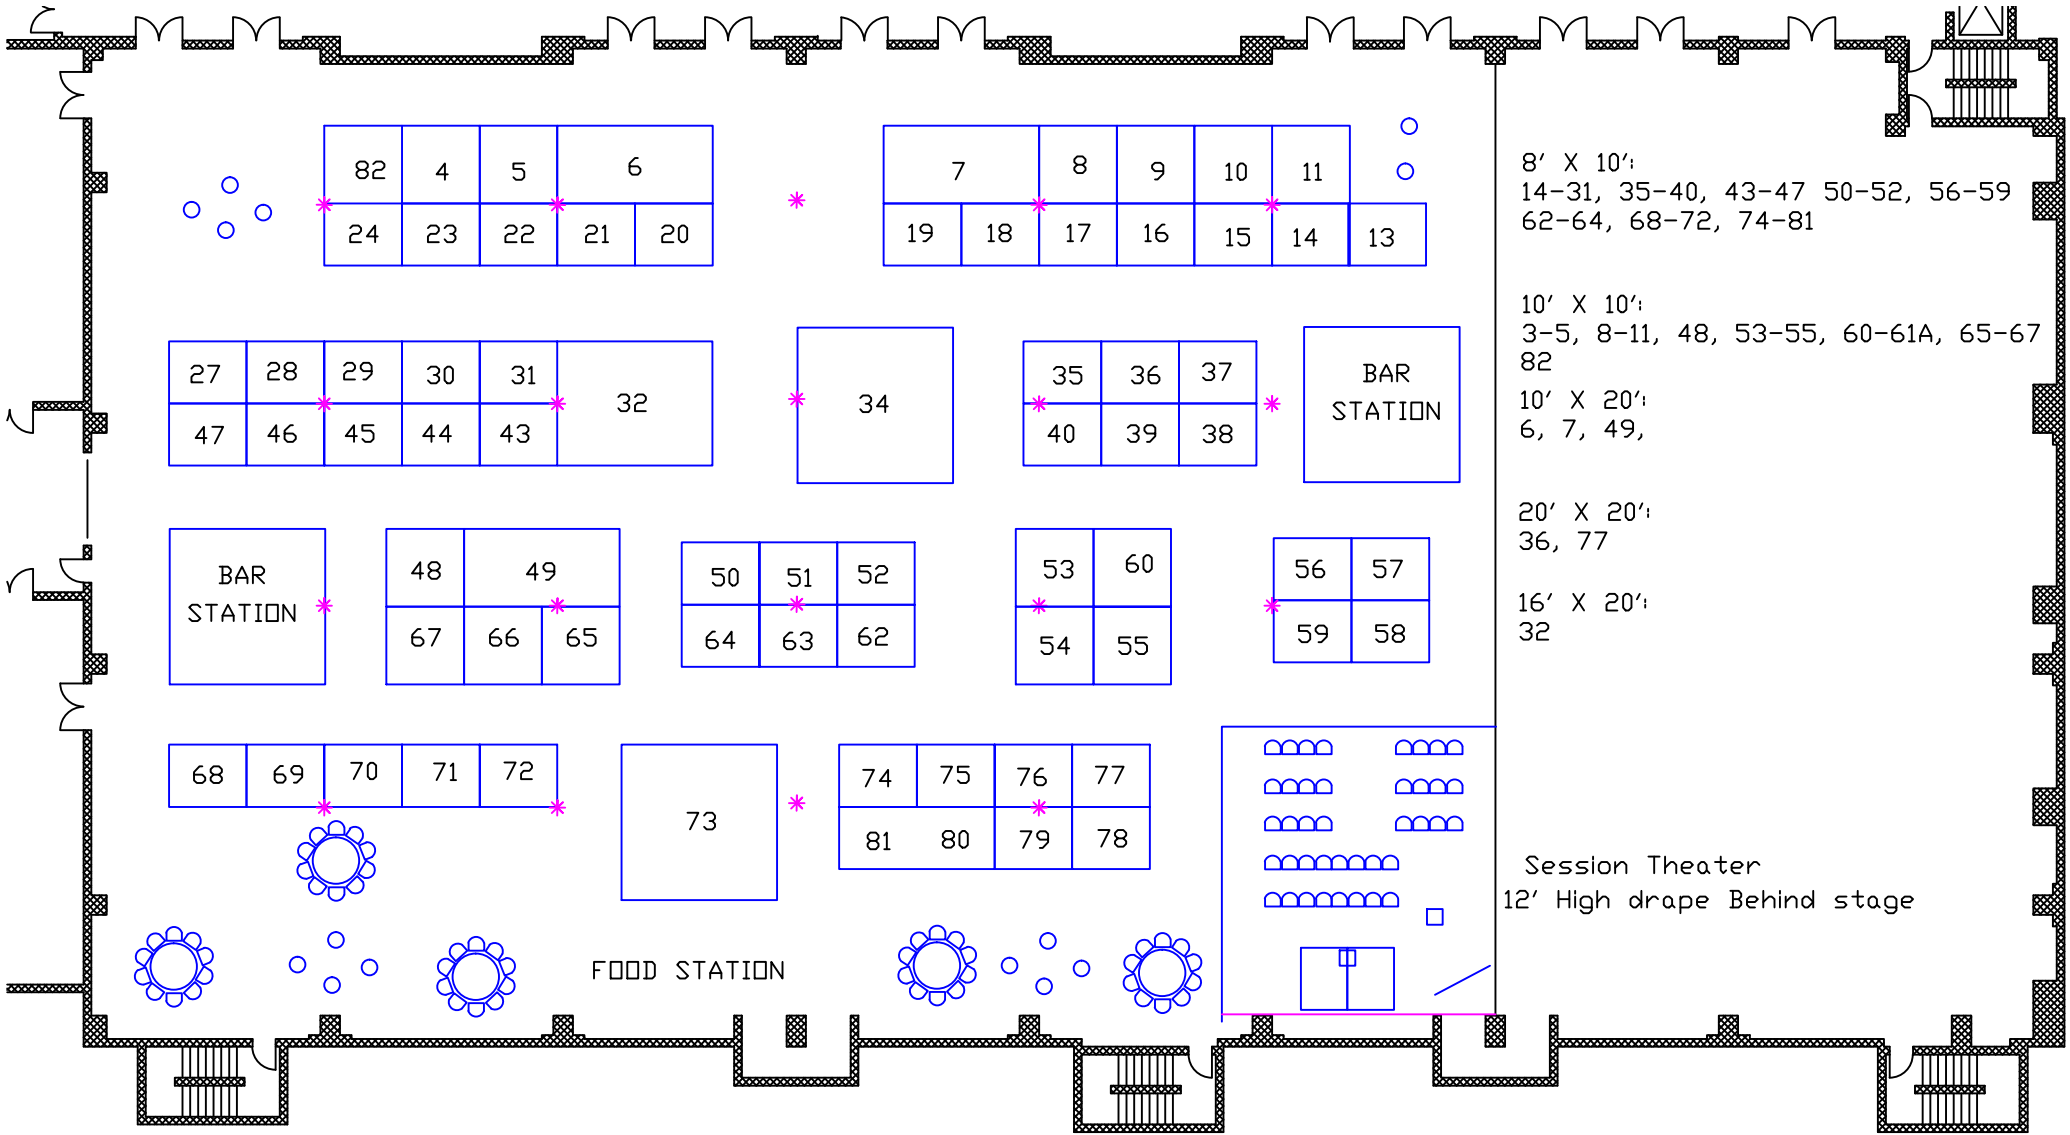 82 4 5 6 7 8 9 10 11
24 23 22 21 20 19 18 17 16 15 14 13
27 28 29 30 31 32 34 35 36 37 BAR
STATION
47 46 45 44 43 40 39 38
BAR
STATION
48 49 50 51 52 53 60 56 57
67 66 65 64 63 62 54 55 59 58
68 69 70 71 72 73 74 75 76 77
81 80 79 78
FOOD STATION
8' X 10':
14-31, 35-40, 43-47 50-52, 56-59
62-64, 68-72, 74-81
10' X 10':
3-5, 8-11, 48, 53-55, 60-61A, 65-67
82
10' X 20':
6, 7, 49,
20' X 20':
36, 77
16' X 20':
32
Session Theater
12' High drape Behind stage